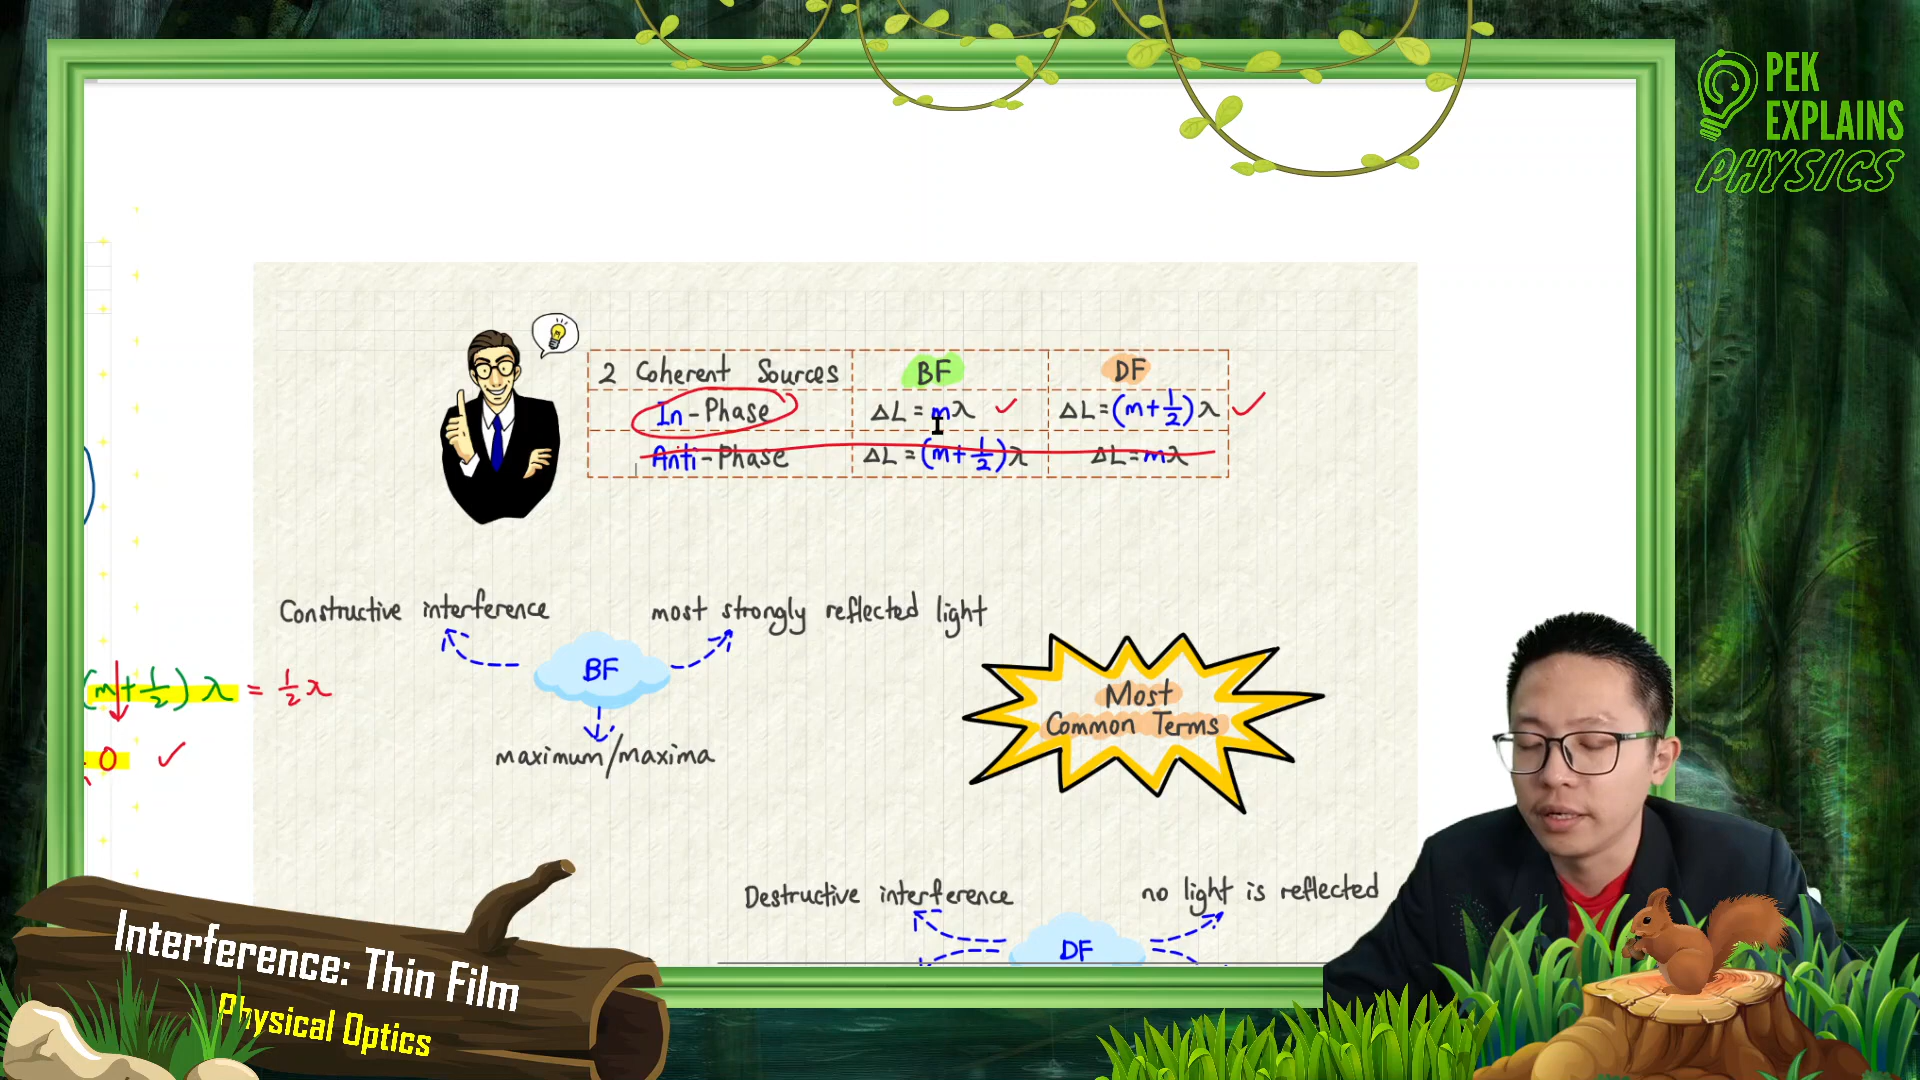 PEK
EXPLAINS
PHYSICS
2 Coherent Sources BF DF
In-Phase ΔL = mλ ✓ ΔL = (m + 1/2) λ ✓
Anti-Phase ΔL = (m + 1/2) λ ΔL = mλ
Constructive interference most strongly reflected light
BF
maximum/maxima
(m + 1/2) λ = 1/2 λ
0 ✓
Most
Common Terms
Destructive interference no light is reflected
DF
Interference: Thin Film
Physical Optics